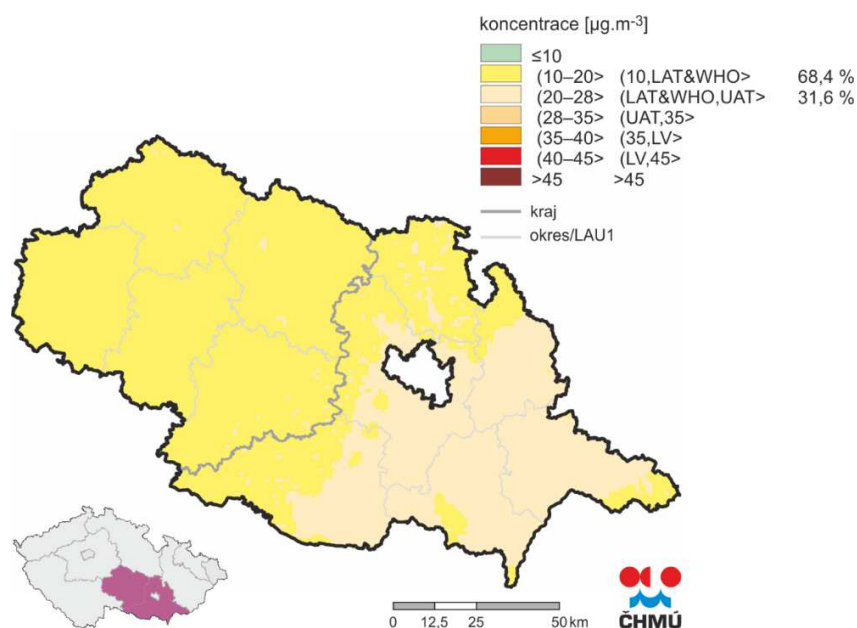 koncentrace [µg.m-3]
≤10
(10–20> (10,LAT&WHO> 68,4 %
(20–28> (LAT&WHO,UAT> 31,6 %
(28–35> (UAT,35>
(35–40> (35,LV>
(40–45> (LV,45>
>45 >45
kraj
okres/LAU1
0 12,5 25 50 km
ČHMÚ